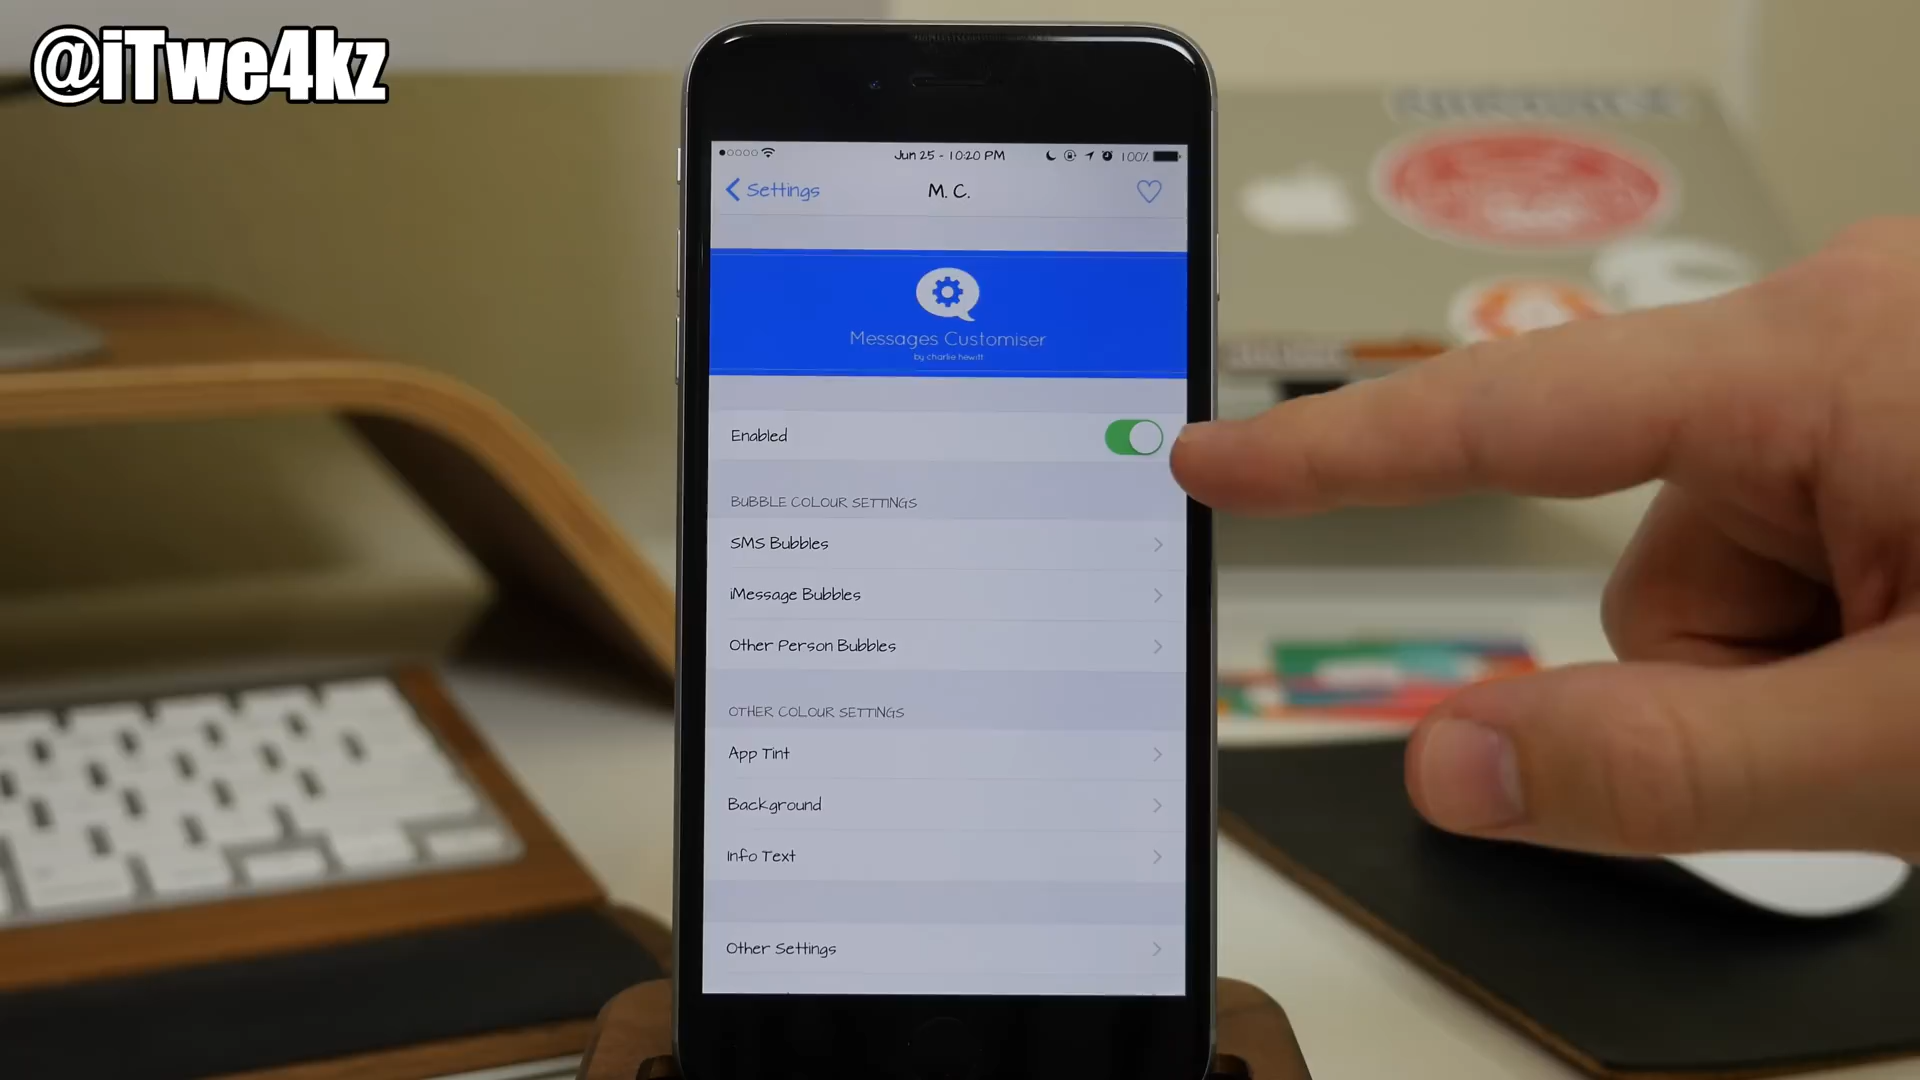 @iTwe4kz
Jun 25 - 10:20 PM
100%
Settings
M. C.
Messages Customiser
by charlie hewitt
Enabled
BUBBLE COLOUR SETTINGS
SMS Bubbles
iMessage Bubbles
Other Person Bubbles
OTHER COLOUR SETTINGS
App Tint
Background
Info Text
Other Settings